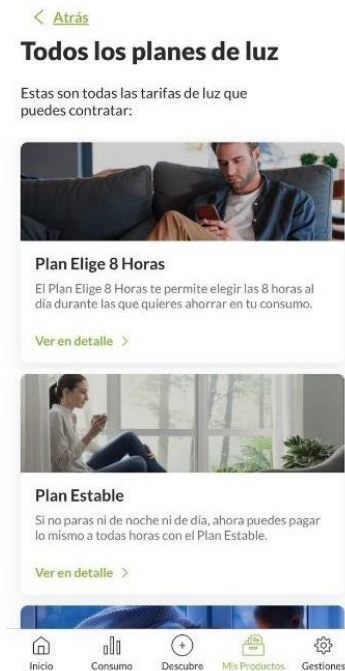 Atrás
Todos los planes de luz
Estas son todas las tarifas de luz que
puedes contratar:
Plan Elige 8 Horas
El Plan Elige 8 Horas te permite elegir las 8 horas al
día durante las que quieres ahorrar en tu consumo.
Ver en detalle >
Plan Estable
Si no paras ni de noche ni de día, ahora puedes pagar
lo mismo a todas horas con el Plan Estable.
Ver en detalle >
Inicio Consumo Descubre Mis Productos Gestiones